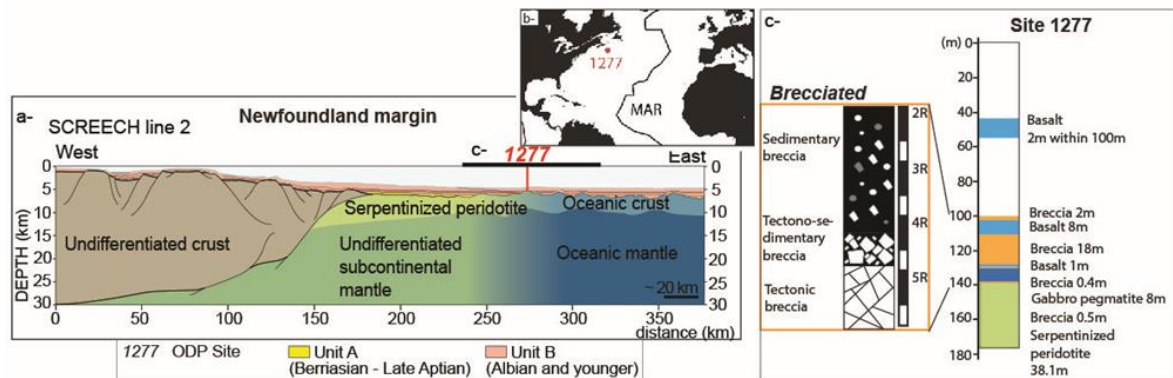 a-
SCREECH line 2
Newfoundland margin
West
c-
1277
East
0
5
10
15
20
25
30
DEPTH (km)
0
5
10
15
20
25
30
Undifferentiated crust
Serpentinized peridotite
Undifferentiated
subcontinental
mantle
Oceanic crust
Oceanic mantle
~ 20 km
0
50
100
150
200
250
300
350
distance (km)
1277 ODP Site
Unit A
(Berriasian - Late Aptian)
Unit B
(Albian and younger)
b-
1277
MAR
c-
Site 1277
Brecciated
Sedimentary
breccia
Tectono-se-
dimentary
breccia
Tectonic
breccia
2R
3R
4R
5R
(m)
0
20
40
60
80
100
120
140
160
180
Basalt
2m within 100m
Breccia 2m
Basalt 8m
Breccia 18m
Basalt 1m
Breccia 0.4m
Gabbro pegmatite 8m
Breccia 0.5m
Serpentinized
peridotite
38.1m